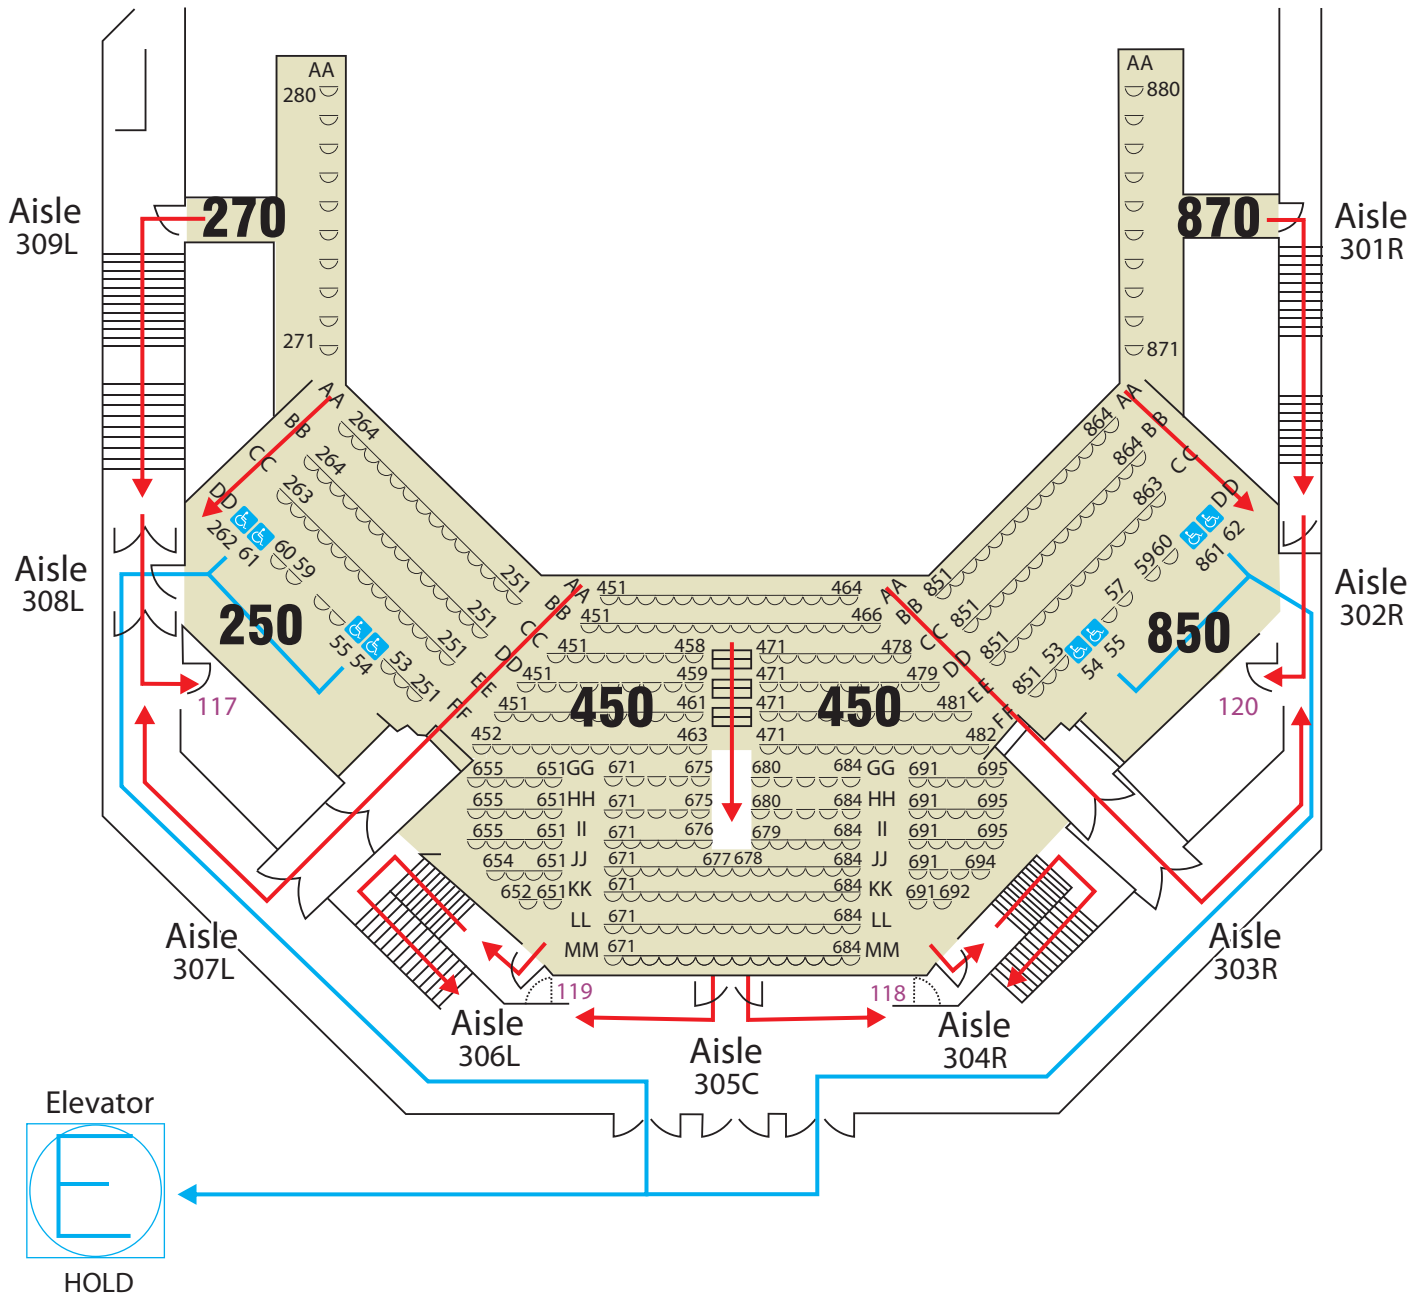 AA
280
271
AA
880
871
270
870
Aisle
309L
Aisle
301R
AA
BB
CC
DD
264
264
263
262 61
60 59
55 54
53
251
251
251
251
250
AA
BB
CC
DD
864
864
863
861 62
59 60
57
54 55
53
851
851
851
851
850
Aisle
308L
Aisle
302R
117
120
AA
BB
CC
DD
EE
FF
AA
BB
CC
DD
EE
FF
451 464
451 466
451 458 471 478
451 459 471 479
451 461 471 481
450
450
452 463 471 482
655 651 GG 671 675 680 684 GG 691 695
655 651 HH 671 675 680 684 HH 691 695
655 651 II 671 676 679 684 II 691 695
654 651 JJ 671 677 678 684 JJ 691 694
652 651 KK 671 684 KK 691 692
LL 671 684 LL
MM 671 684 MM
Aisle
307L
Aisle
303R
119
118
Aisle
306L
Aisle
304R
Aisle
305C
Elevator
E
HOLD